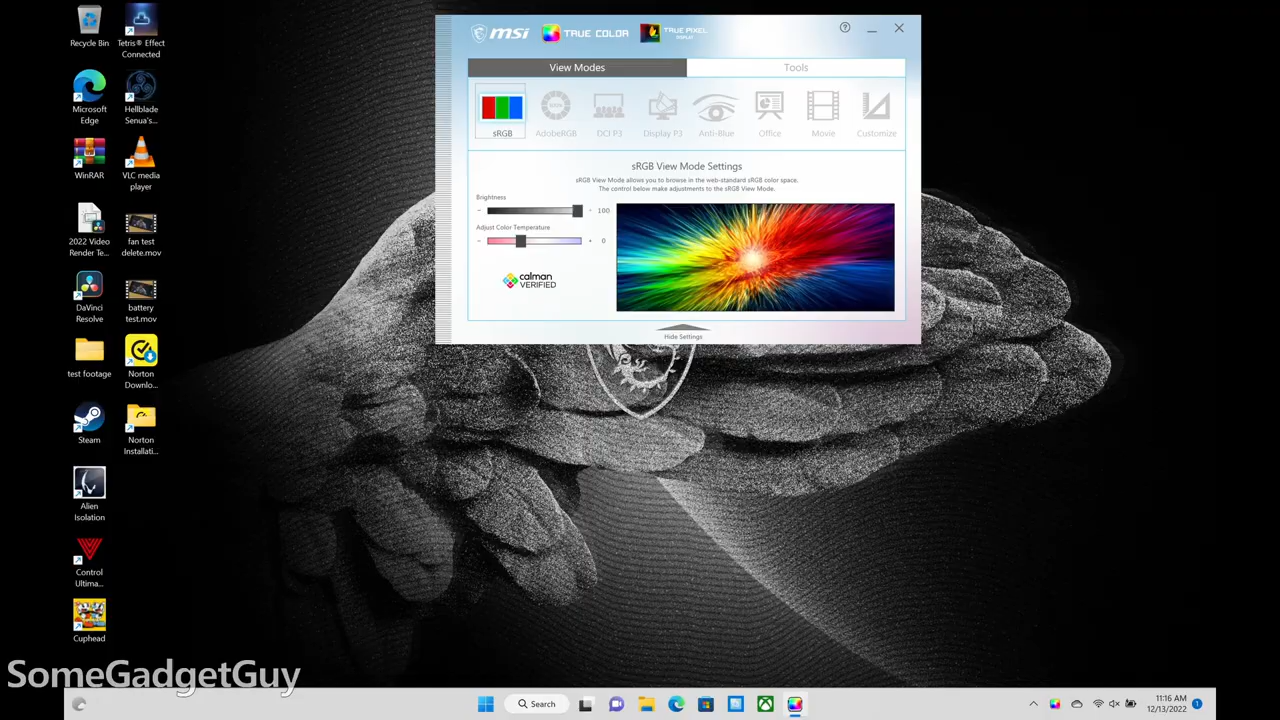 Recycle Bin
Tetris® Effect
Connected
Microsoft
Edge
Hellblade
Senua's...
WinRAR
VLC media
player
2022 Video
Render Te...
fan test
delete.mov
DaVinci
Resolve
battery
test.mov
test footage
Norton
Downlo...
Steam
Norton
Installati...
Alien
Isolation
Control
Ultima...
Cuphead
msi TRUE COLOR TRUE PIXEL
DISPLAY
View Modes Tools
sRGB AdobeRGB DCI P3 Display P3 Anti-Blue Office Movie Customize
sRGB View Mode Settings
sRGB View Mode allows you to browse in the web-standard sRGB color space.
The control below make adjustments to the sRGB View Mode.
Brightness
- + 100
Adjust Color Temperature
- + 0
calman
VERIFIED
Hide Settings
SomeGadgetGuy
Search
11:15 AM
12/13/2022